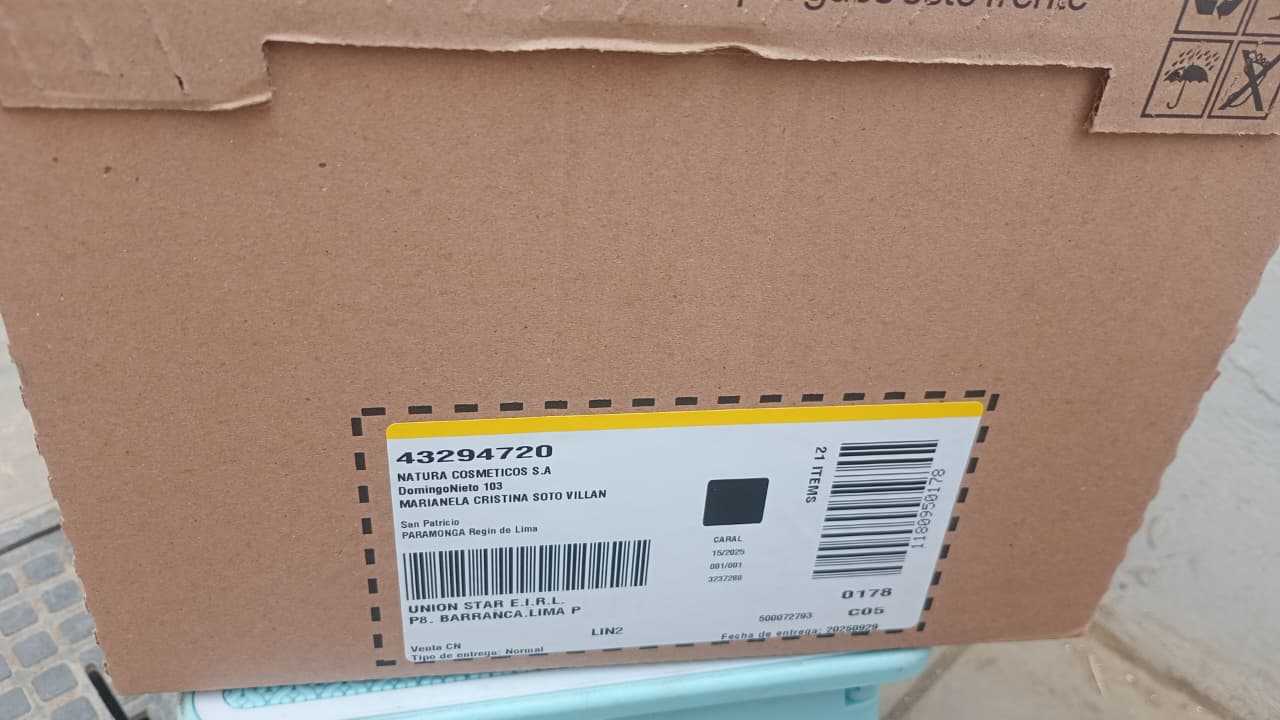 43294720
NATURA COSMETICOS S.A
DomingoNieto 103
MARIANELA CRISTINA SOTO VILLAN
San Patricio
PARAMONGA Regin de Lima
UNION STAR E.I.R.L.
P8. BARRANCA.LIMA P
LIN2
Venta CN
Tipo de entrega: Normal
CARAL
15/2025
001/001
3237280
21 ITEMS
1180950178
0178
500072793
C05
Fecha de entrega: 20250929